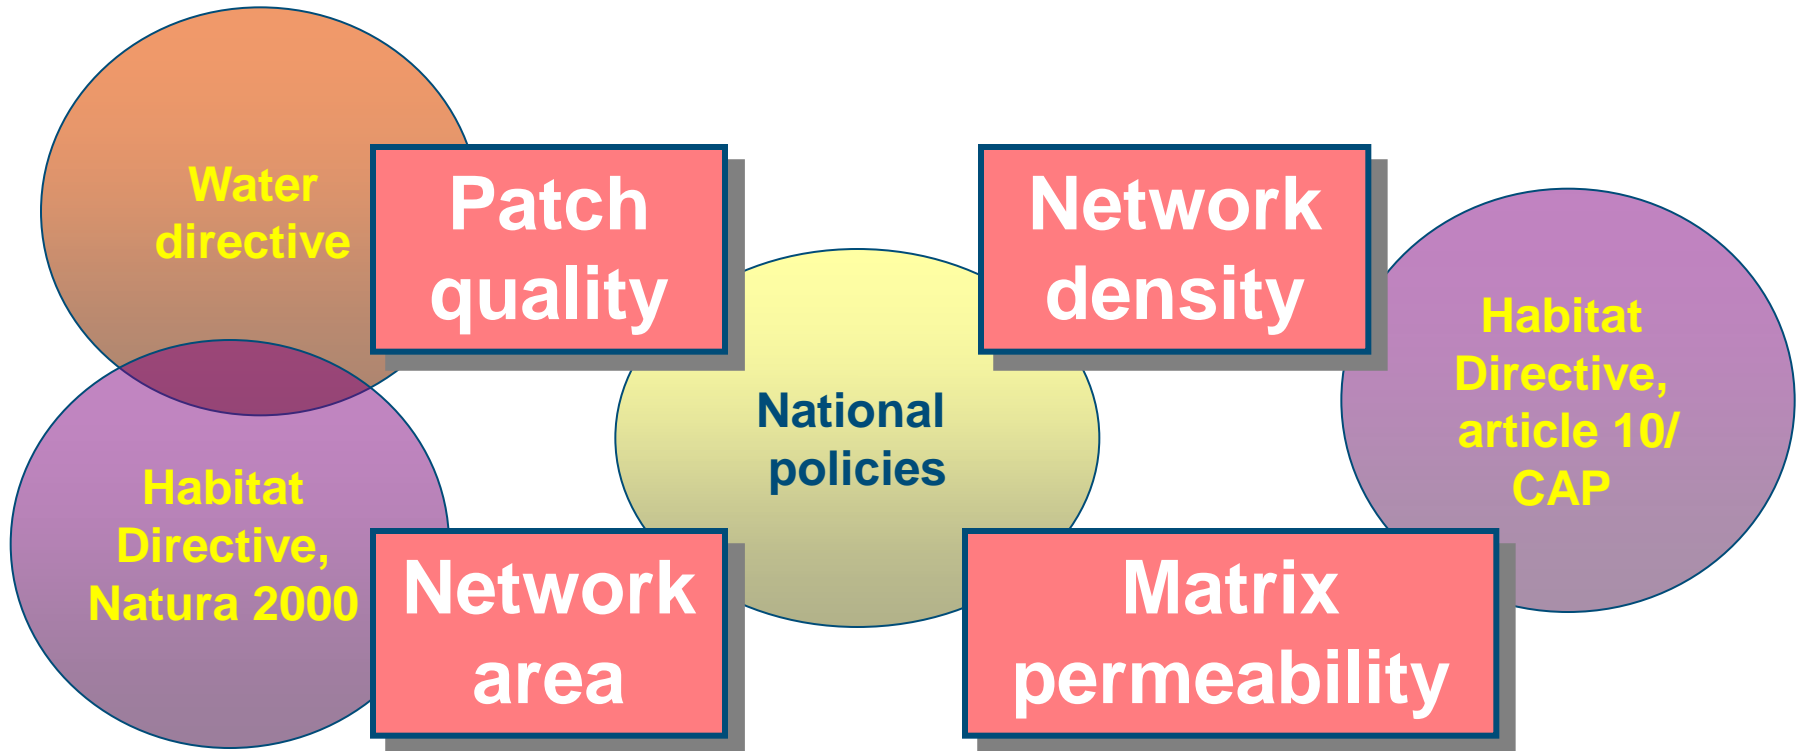 Water
directive
Patch
quality
Network
density
Habitat
Directive,
article 10/
CAP
National
policies
Habitat
Directive,
Natura 2000
Network
area
Matrix
permeability